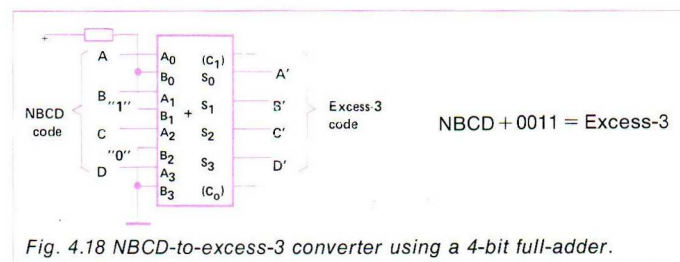 +
A A₀ (C₁)
B₀ S₀ A'
B "1" A₁ S₁ B'
NBCD code B₁ + Excess-3 code
C A₂ S₂ C'
"0" B₂
D A₃ S₃ D'
B₃ (C₀)
NBCD + 0011 = Excess-3
Fig. 4.18 NBCD-to-excess-3 converter using a 4-bit full-adder.